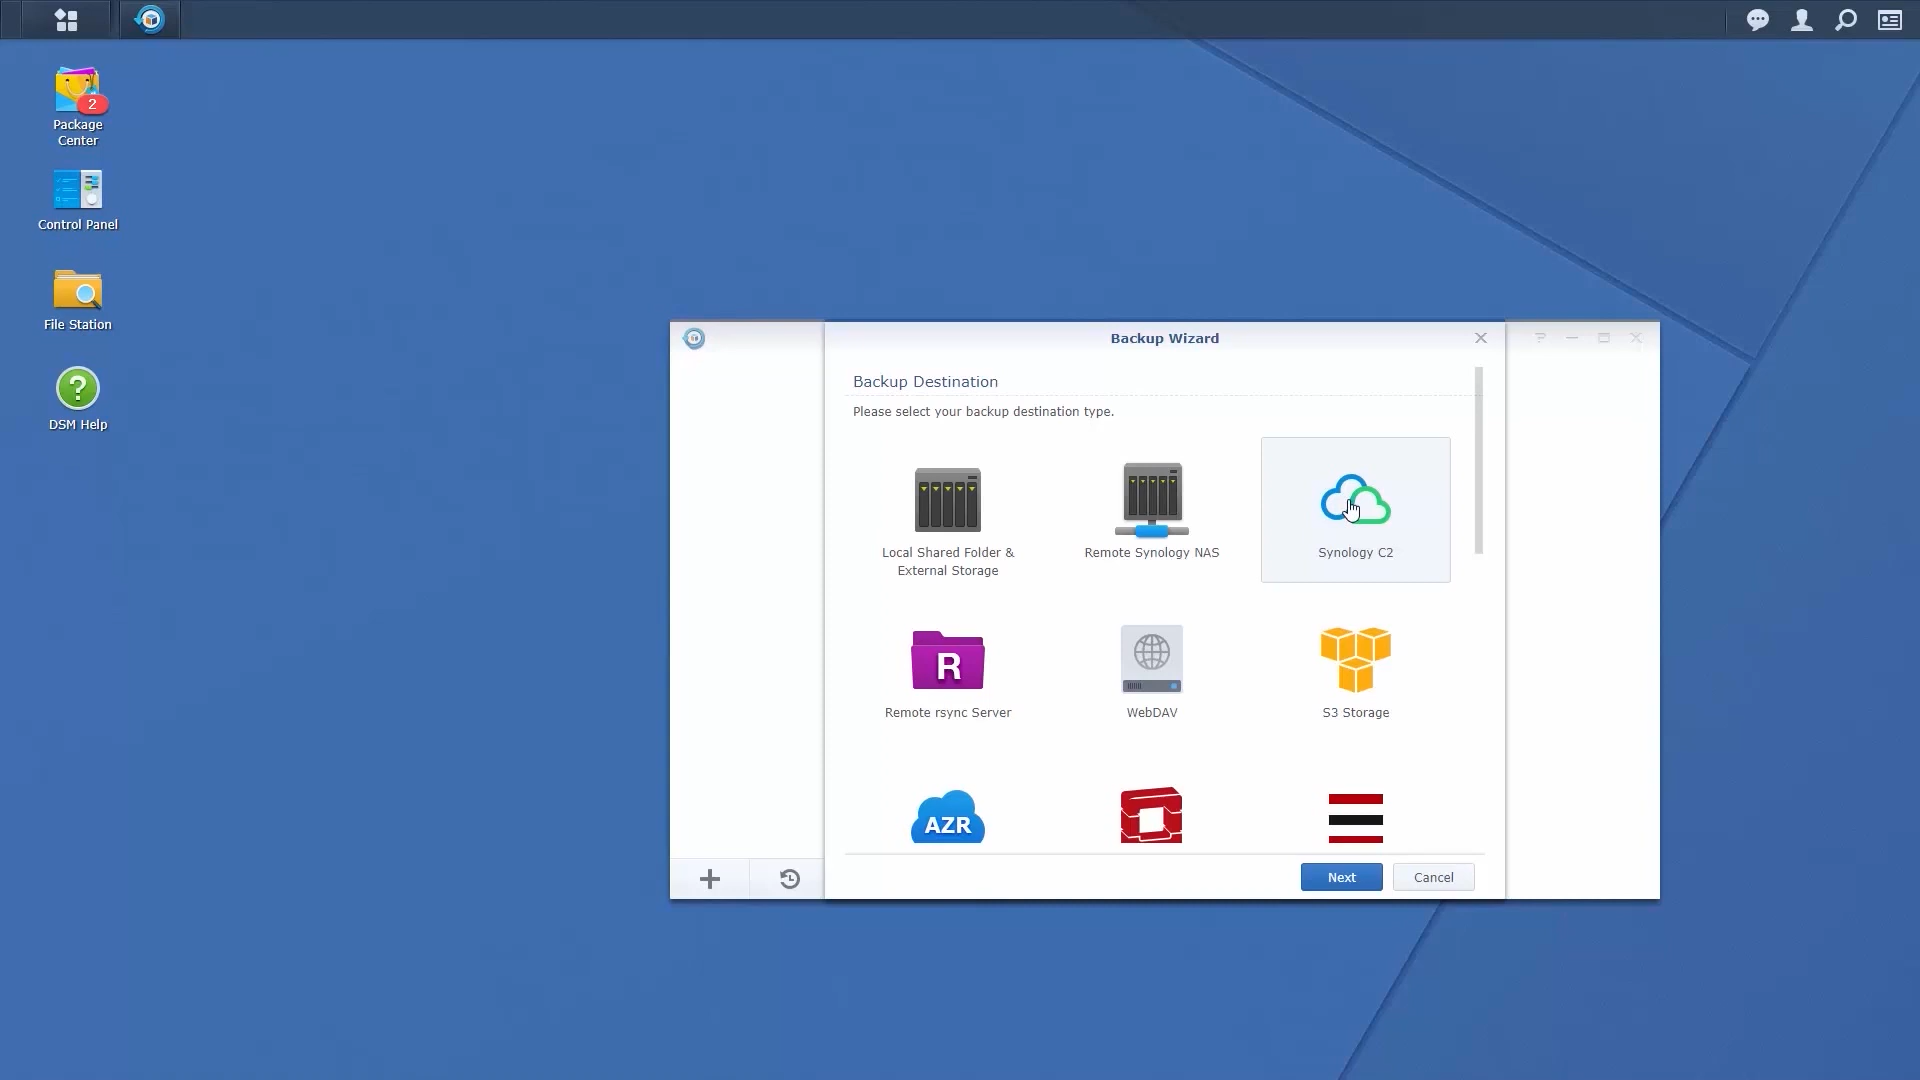 2
Package
Center
Control Panel
File Station
?
DSM Help
Backup Wizard
Backup Destination
Please select your backup destination type.
Local Shared Folder &
External Storage
Remote Synology NAS
Synology C2
R
Remote rsync Server
WebDAV
S3 Storage
AZR
Next
Cancel